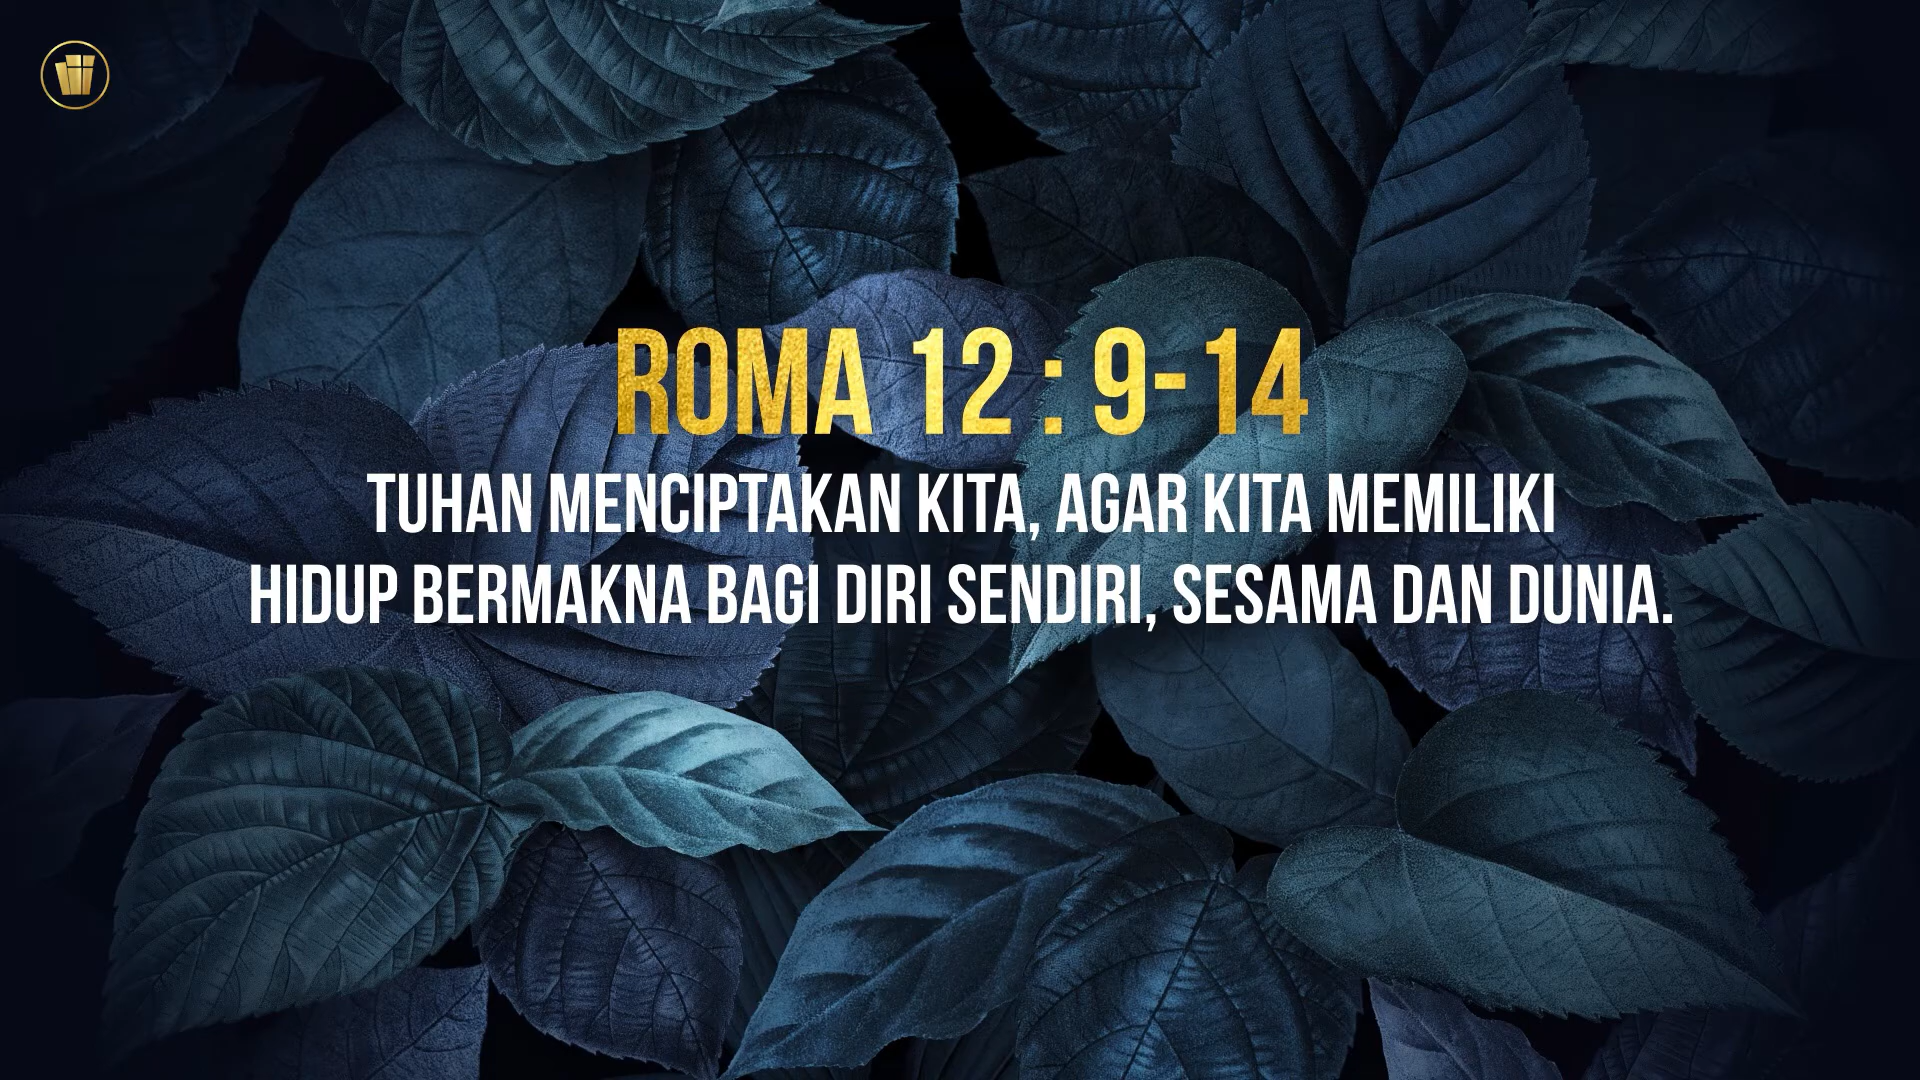 ROMA 12 : 9-14
TUHAN MENCIPTAKAN KITA, AGAR KITA MEMILIKI
HIDUP BERMAKNA BAGI DIRI SENDIRI, SESAMA DAN DUNIA.